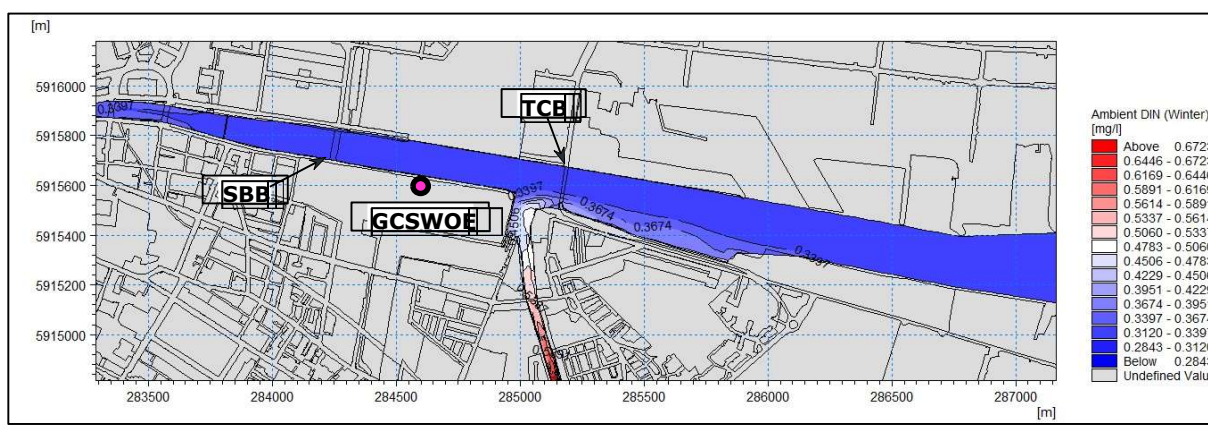 [m]
5916000
5915800
5915600
5915400
5915200
5915000
283500 284000 284500 285000 285500 286000 286500 287000
[m]
0.3397
TCB
SBB
GCSWOE
0.3397
0.3674
0.3674
0.3397
Ambient DIN (Winter)
[mg/l]
Above 0.6723
0.6446 - 0.6723
0.6169 - 0.6446
0.5891 - 0.6169
0.5614 - 0.5891
0.5337 - 0.5614
0.5060 - 0.5337
0.4783 - 0.5060
0.4506 - 0.4783
0.4229 - 0.4506
0.3951 - 0.4229
0.3674 - 0.3951
0.3397 - 0.3674
0.3120 - 0.3397
0.2843 - 0.3120
Below 0.2843
Undefined Valu